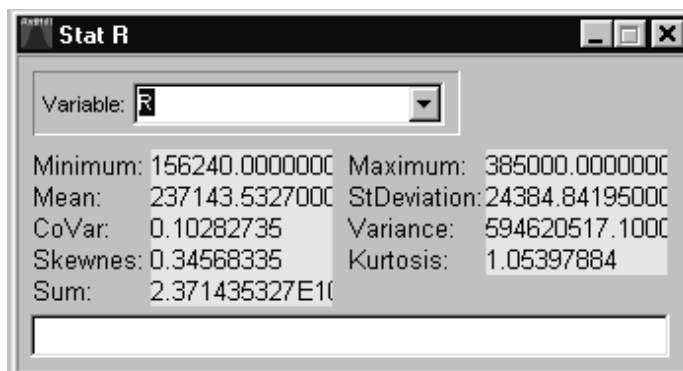 Stat R
Variable: R
Minimum: 156240.0000000 Maximum: 385000.0000000
Mean: 237143.5327000 StDeviation: 24384.84195000
CoVar: 0.10282735 Variance: 594620517.1000
Skewnes: 0.34568335 Kurtosis: 1.05397884
Sum: 2.371435327E10